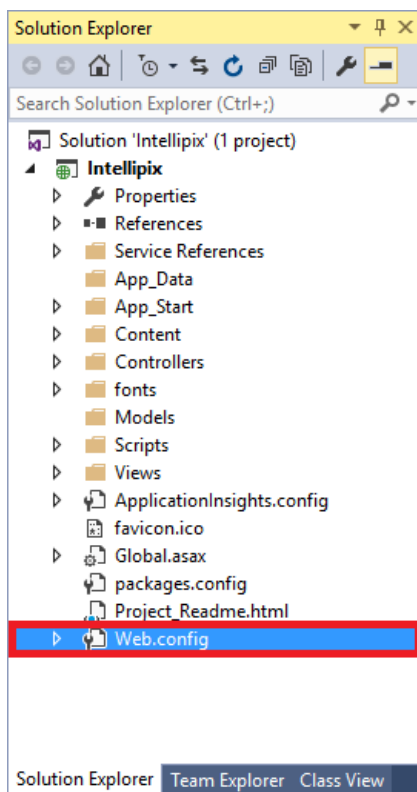 Solution Explorer
Search Solution Explorer (Ctrl+;)
Solution 'Intellipix' (1 project)
Intellipix
Properties
References
Service References
App_Data
App_Start
Content
Controllers
fonts
Models
Scripts
Views
ApplicationInsights.config
favicon.ico
Global.asax
packages.config
Project_Readme.html
Web.config
Solution Explorer Team Explorer Class View